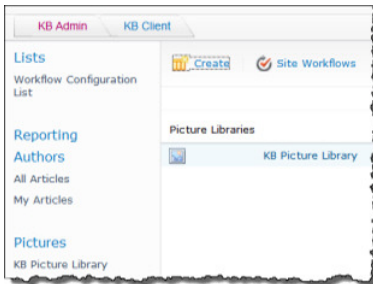 KB Admin KB Client
Lists
Workflow Configuration
List
Create Site Workflows
Reporting
Authors
All Articles
My Articles
Picture Libraries
KB Picture Library
Pictures
KB Picture Library